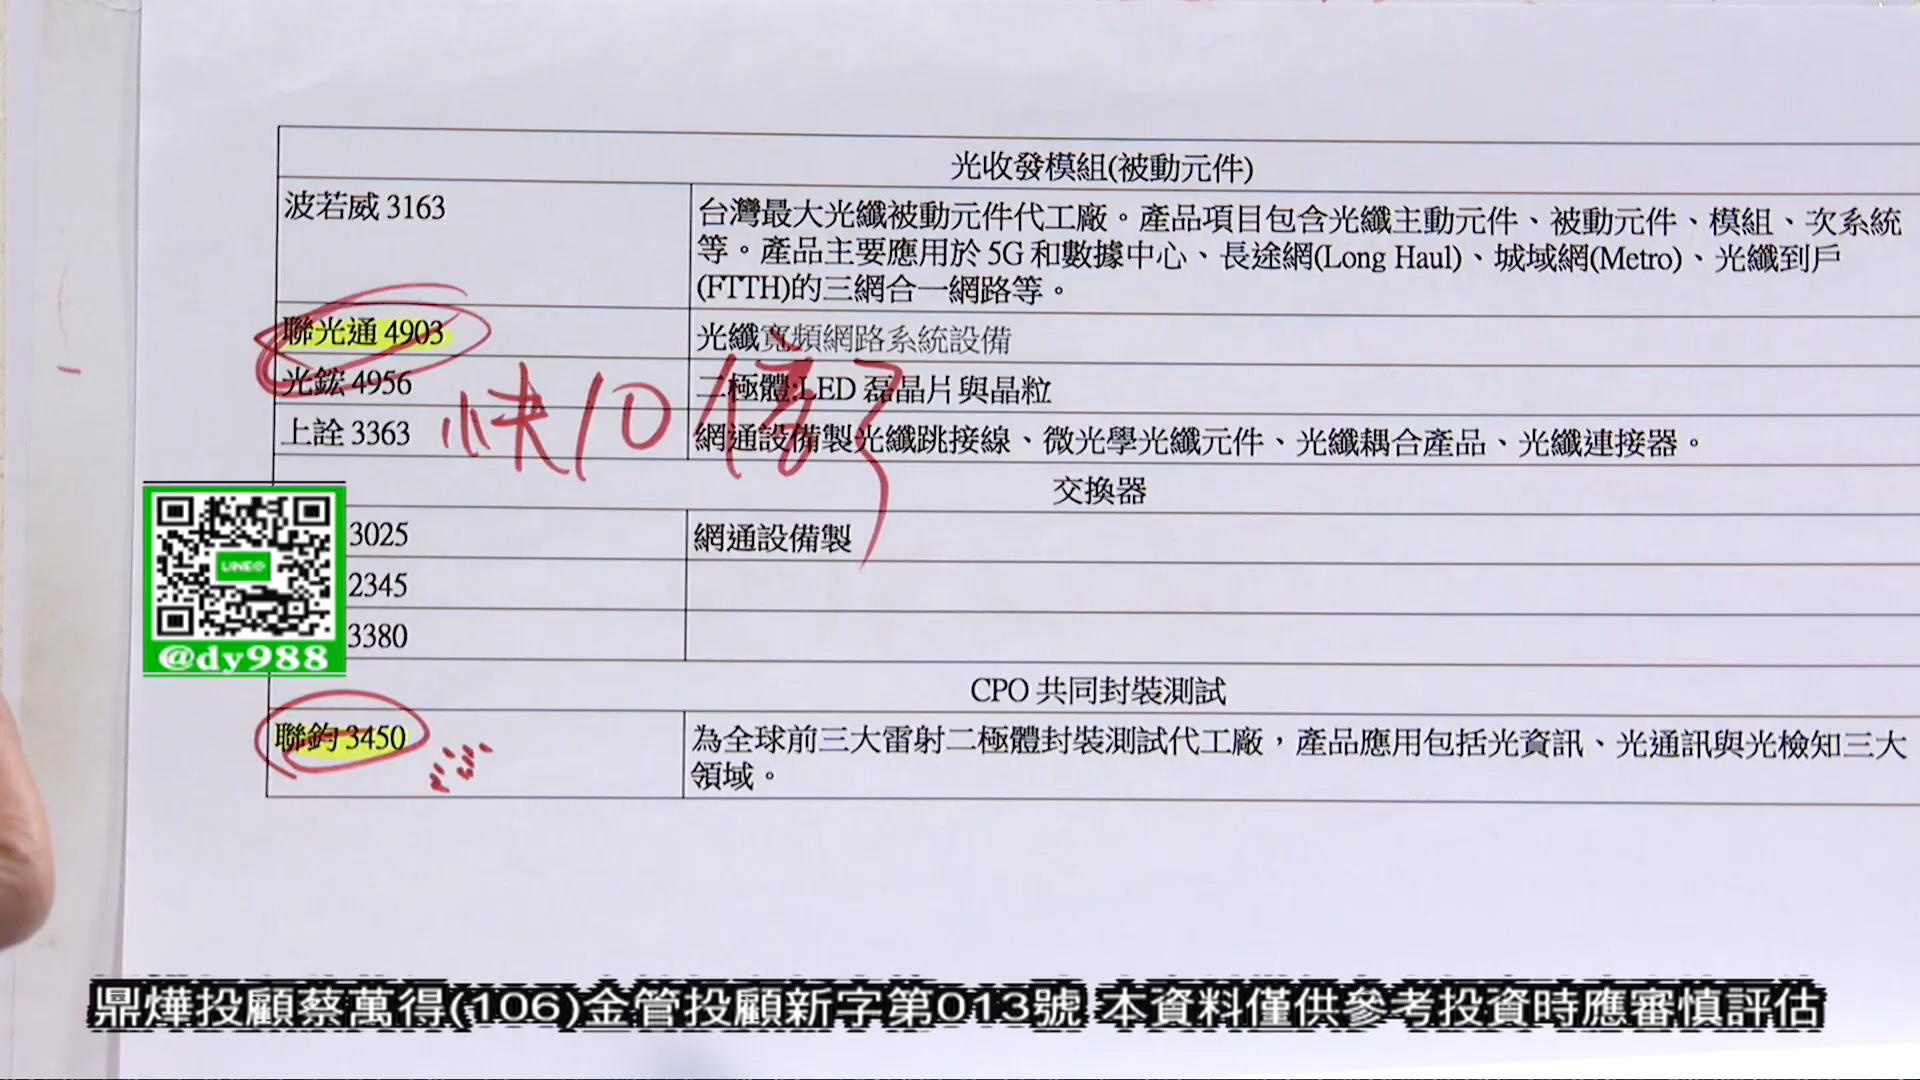 光收發模組(被動元件)
波若威 3163
台灣最大光纖被動元件代工廠。產品項目包含光纖主動元件、被動元件、模組、次系統
等。產品主要應用於 5G 和數據中心、長途網(Long Haul)、城域網(Metro)、光纖到戶
(FTTH)的三網合一網路等。
聯光通 4903
光纖寬頻網路系統設備
光鋐 4956
二極體:LED 磊晶片與晶粒
快10倍了
上詮 3363
網通設備製光纖跳接線、微光學光纖元件、光纖耦合產品、光纖連接器。
交換器
3025
網通設備製
2345
3380
LINE@
@dy988
CPO 共同封裝測試
聯鈞 3450
為全球前三大雷射二極體封裝測試代工廠，產品應用包括光資訊、光通訊與光檢知三大
領域。
鼎燁投顧蔡萬得(106)金管投顧新字第013號 本資料僅供參考投資時應審慎評估